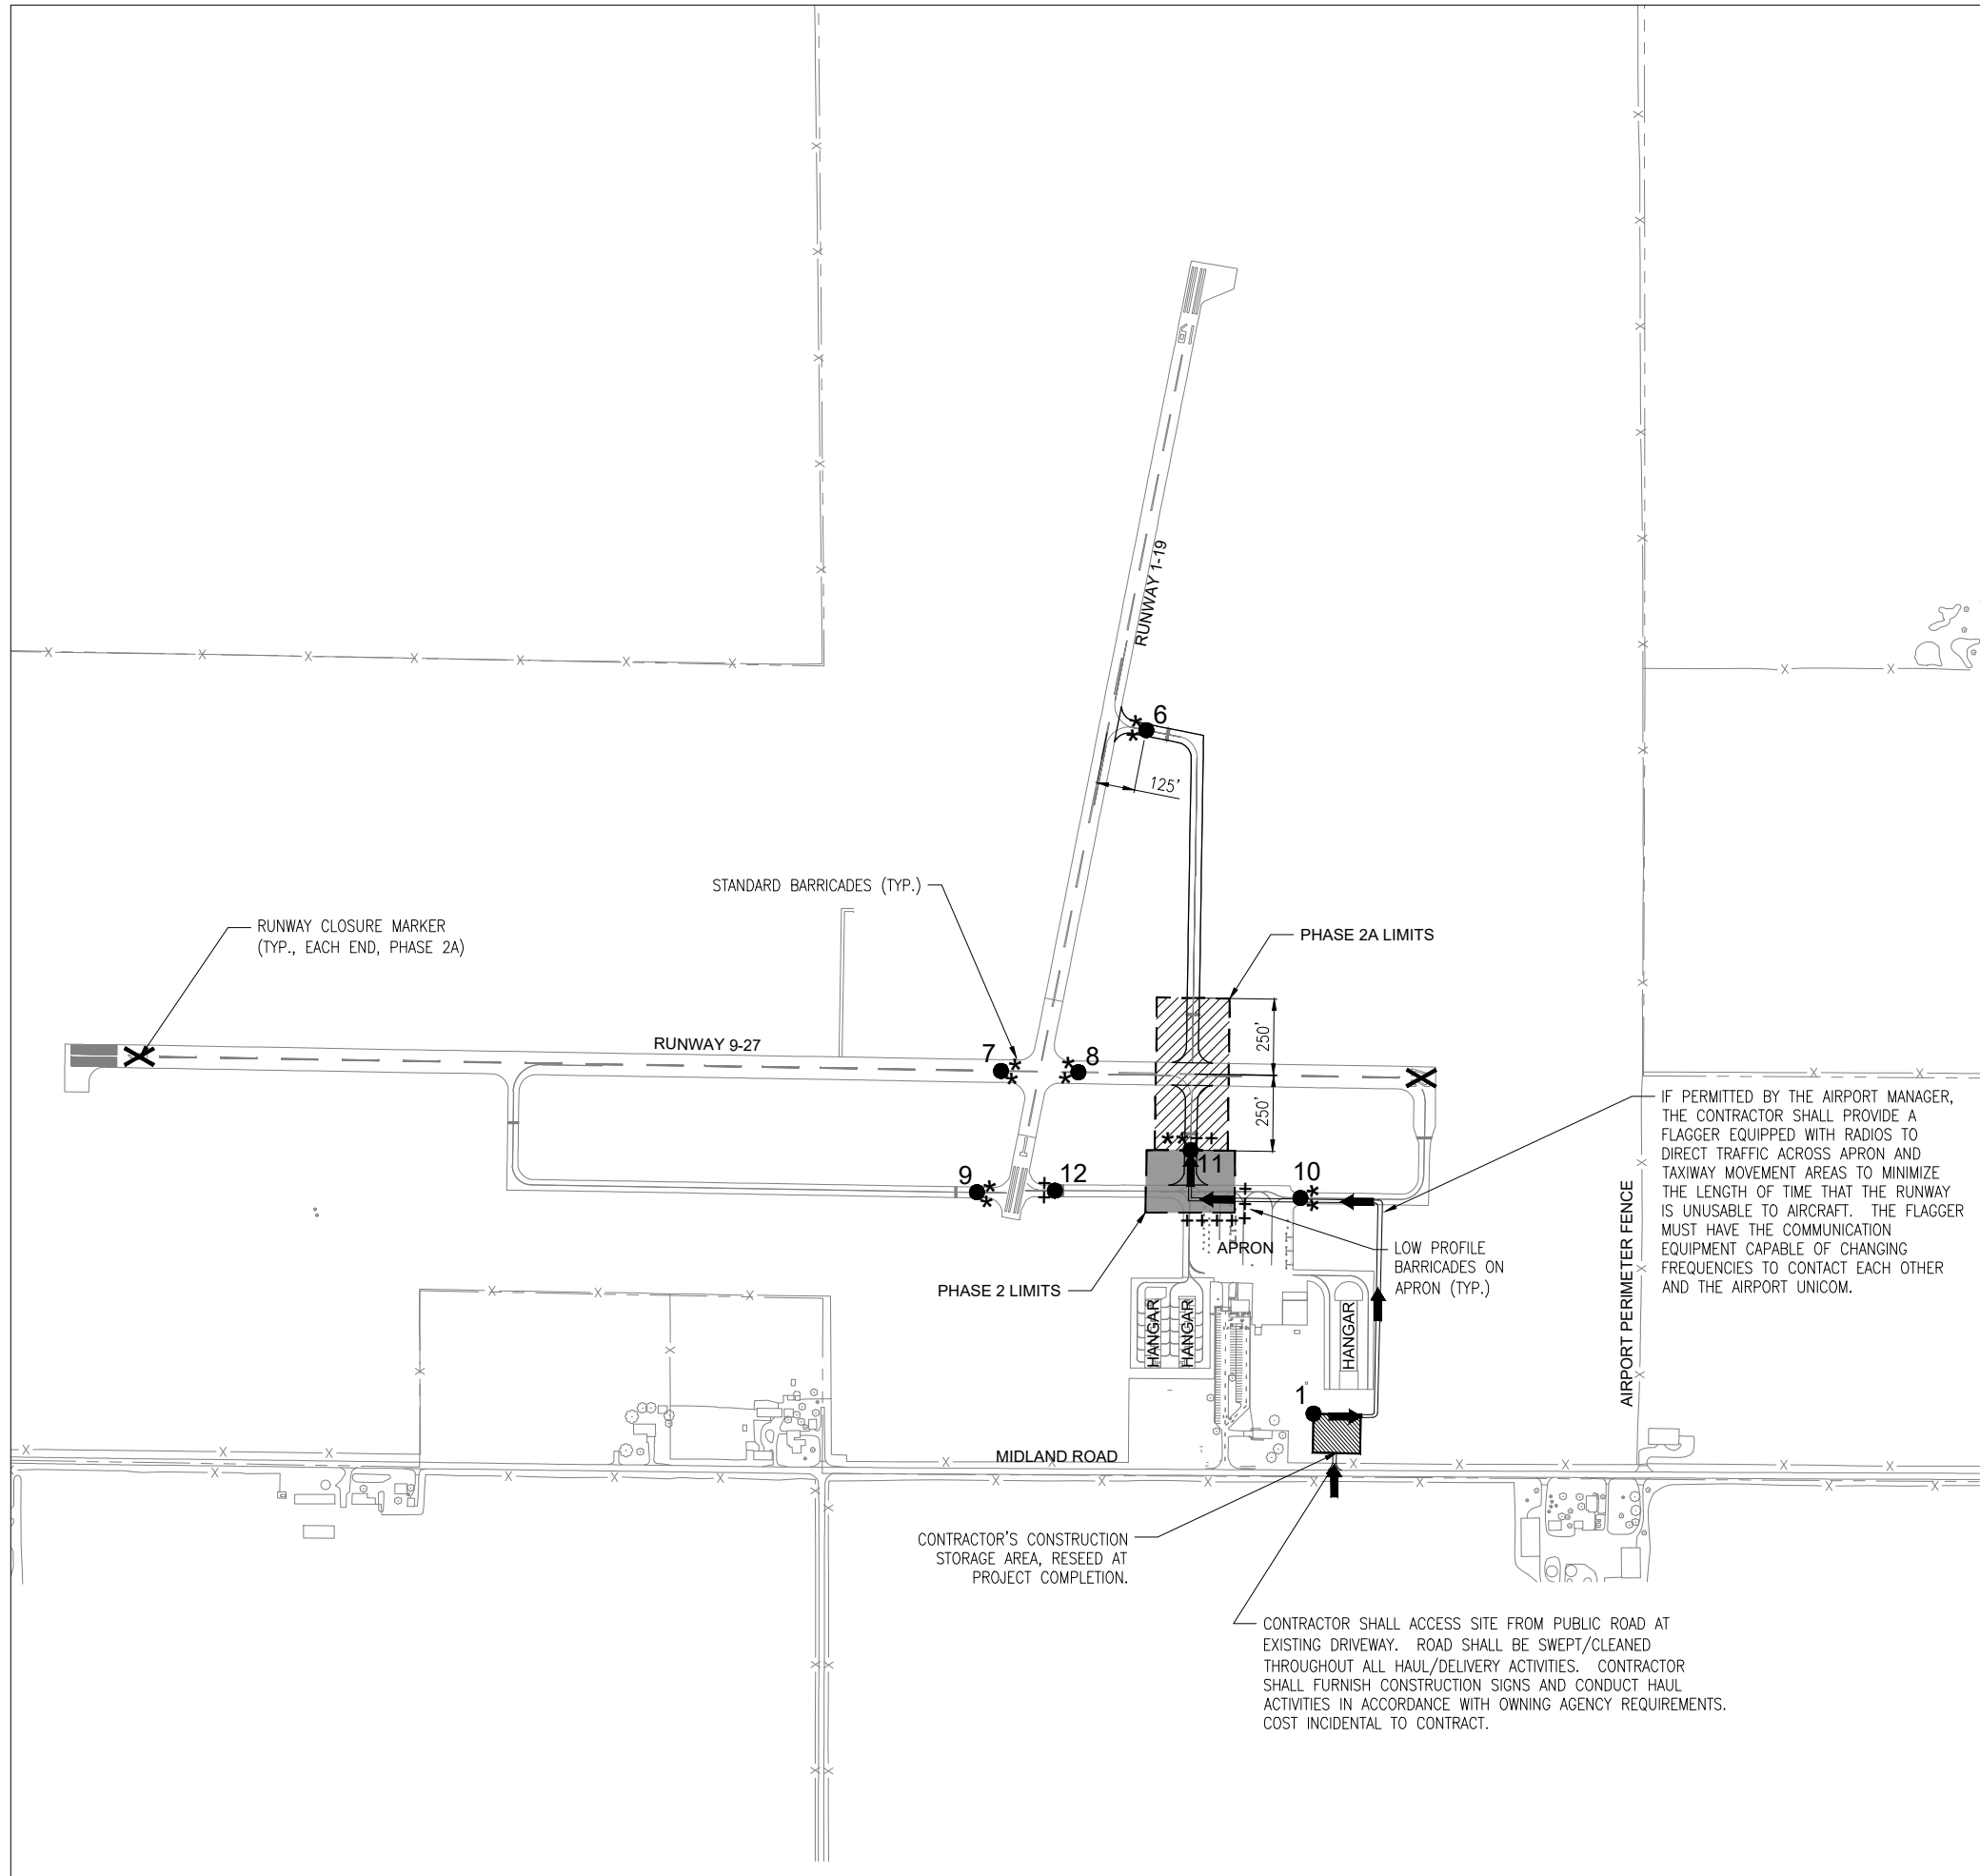 19
RUNWAY 1-19
6
125'
STANDARD BARRICADES (TYP.)
RUNWAY CLOSURE MARKER
(TYP., EACH END, PHASE 2A)
PHASE 2A LIMITS
250'
250'
RUNWAY 9-27
7
8
1
9
12
11
10
IF PERMITTED BY THE AIRPORT MANAGER,
THE CONTRACTOR SHALL PROVIDE A
FLAGGER EQUIPPED WITH RADIOS TO
DIRECT TRAFFIC ACROSS APRON AND
TAXIWAY MOVEMENT AREAS TO MINIMIZE
THE LENGTH OF TIME THAT THE RUNWAY
IS UNUSABLE TO AIRCRAFT. THE FLAGGER
MUST HAVE THE COMMUNICATION
EQUIPMENT CAPABLE OF CHANGING
FREQUENCIES TO CONTACT EACH OTHER
AND THE AIRPORT UNICOM.
APRON
LOW PROFILE
BARRICADES ON
APRON (TYP.)
PHASE 2 LIMITS
HANGAR
HANGAR
HANGAR
AIRPORT PERIMETER FENCE
1
MIDLAND ROAD
CONTRACTOR'S CONSTRUCTION
STORAGE AREA, RESEED AT
PROJECT COMPLETION.
CONTRACTOR SHALL ACCESS SITE FROM PUBLIC ROAD AT
EXISTING DRIVEWAY. ROAD SHALL BE SWEPT/CLEANED
THROUGHOUT ALL HAUL/DELIVERY ACTIVITIES. CONTRACTOR
SHALL FURNISH CONSTRUCTION SIGNS AND CONDUCT HAUL
ACTIVITIES IN ACCORDANCE WITH OWNING AGENCY REQUIREMENTS.
COST INCIDENTAL TO CONTRACT.